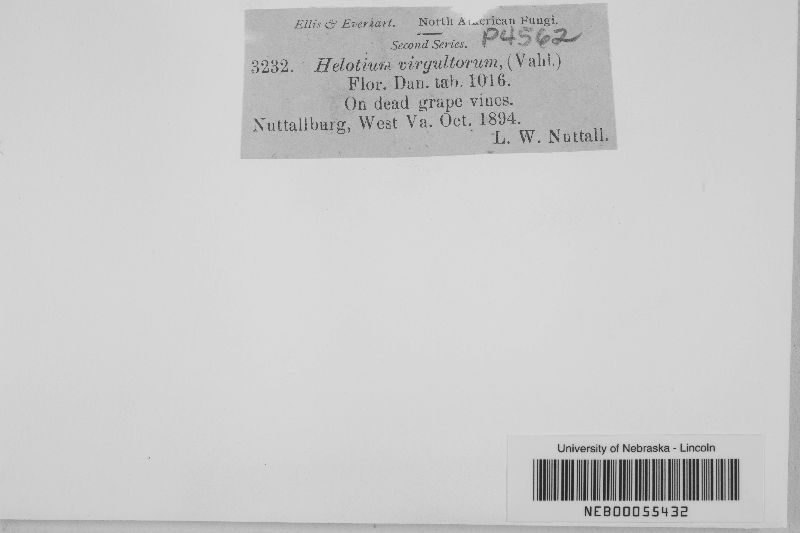 Ellis & Everhart. North American Fungi.
Second Series. P4562
3232. Helotium virgultorum, (Vahl.)
Flor. Dan. tab. 1016.
On dead grape vines.
Nuttallburg, West Va. Oct. 1894.
L. W. Nuttall.
University of Nebraska - Lincoln
NEB00055432